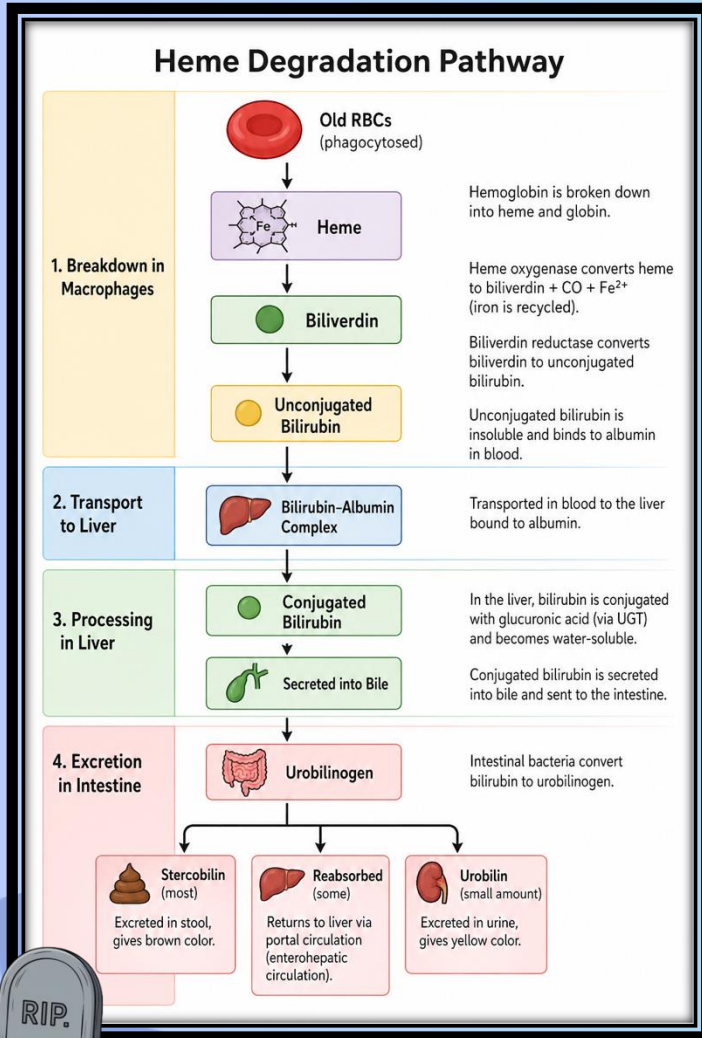 Heme Degradation Pathway
1. Breakdown in
Macrophages
Old RBCs
(phagocytosed)
Fe
H
Heme
Hemoglobin is broken down
into heme and globin.
Biliverdin
Heme oxygenase converts heme
to biliverdin + CO + Fe²⁺
(iron is recycled).
Biliverdin reductase converts
biliverdin to unconjugated
bilirubin.
Unconjugated
Bilirubin
Unconjugated bilirubin is
insoluble and binds to albumin
in blood.
2. Transport
to Liver
Bilirubin–Albumin
Complex
Transported in blood to the liver
bound to albumin.
3. Processing
in Liver
Conjugated
Bilirubin
In the liver, bilirubin is conjugated
with glucuronic acid (via UGT)
and becomes water-soluble.
Secreted into Bile
Conjugated bilirubin is secreted
into bile and sent to the intestine.
4. Excretion
in Intestine
Urobilinogen
Intestinal bacteria convert
bilirubin to urobilinogen.
Stercobilin
(most)
Excreted in stool,
gives brown color.
Reabsorbed
(some)
Returns to liver via
portal circulation
(enterohepatic
circulation).
Urobilin
(small amount)
Excreted in urine,
gives yellow color.
RIP.